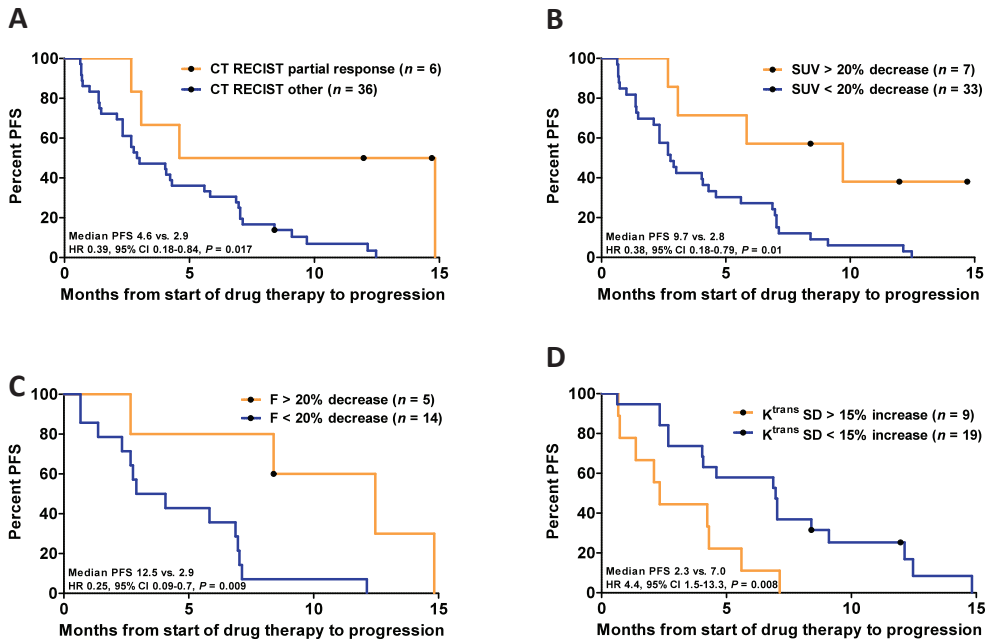 A
CT RECIST partial response (n = 6)
CT RECIST other (n = 36)
Percent PFS
100
80
60
40
20
0
Median PFS 4.6 vs. 2.9
HR 0.39, 95% CI 0.18-0.84, P = 0.017
0 5 10 15
Months from start of drug therapy to progression
B
SUV > 20% decrease (n = 7)
SUV < 20% decrease (n = 33)
Percent PFS
100
80
60
40
20
0
Median PFS 9.7 vs. 2.8
HR 0.38, 95% CI 0.18-0.79, P = 0.01
0 5 10 15
Months from start of drug therapy to progression
C
F > 20% decrease (n = 5)
F < 20% decrease (n = 14)
Percent PFS
100
80
60
40
20
0
Median PFS 12.5 vs. 2.9
HR 0.25, 95% CI 0.09-0.7, P = 0.009
0 5 10 15
Months from start of drug therapy to progression
D
Ktrans SD > 15% increase (n = 9)
Ktrans SD < 15% increase (n = 19)
Percent PFS
100
80
60
40
20
0
Median PFS 2.3 vs. 7.0
HR 4.4, 95% CI 1.5-13.3, P = 0.008
0 5 10 15
Months from start of drug therapy to progression